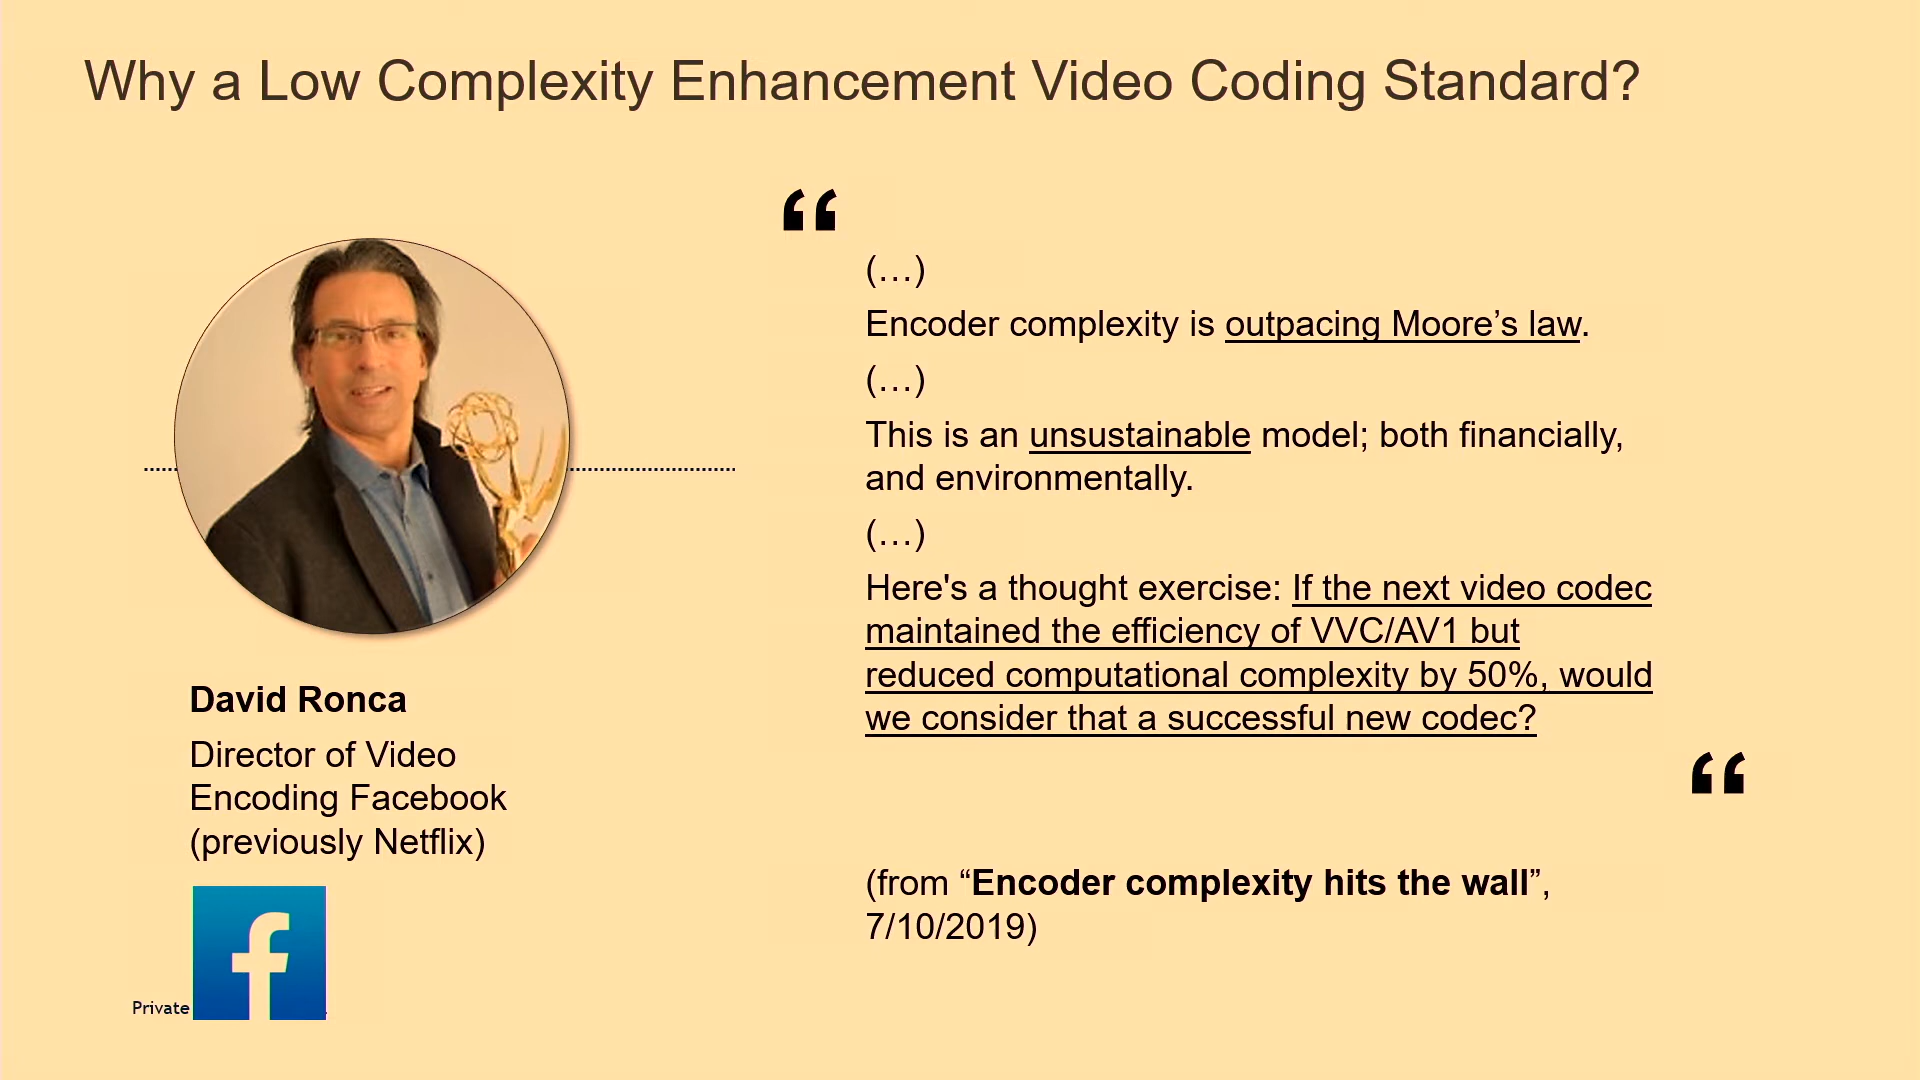 Why a Low Complexity Enhancement Video Coding Standard?
“
(…)
Encoder complexity is outpacing Moore’s law.
(…)
This is an unsustainable model; both financially,
and environmentally.
(…)
Here's a thought exercise: If the next video codec
maintained the efficiency of VVC/AV1 but
reduced computational complexity by 50%, would
we consider that a successful new codec?
“
(from “Encoder complexity hits the wall”,
7/10/2019)
David Ronca
Director of Video
Encoding Facebook
(previously Netflix)
f
Private